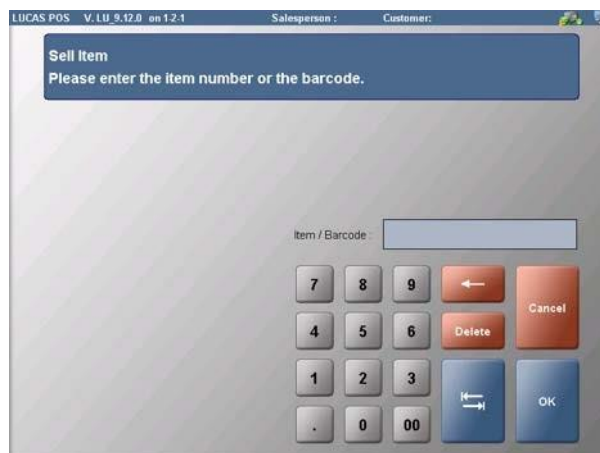 LUCAS POS V. LU_9.12.0 on 1-2-1 Salesperson : Customer:
Sell Item
Please enter the item number or the barcode.
Item / Barcode :
7 8 9 Cancel
4 5 6 Delete
1 2 3 OK
. 0 00